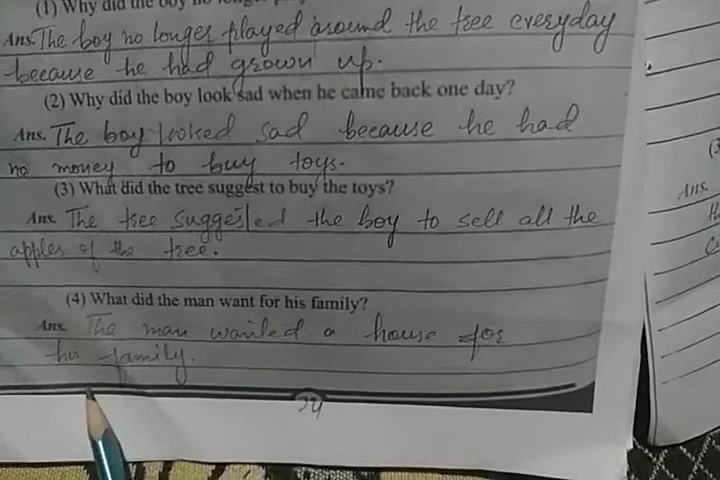 (1) Why did the boy no longer
Ans. The boy no longer played around the tree everyday
because he had grown up.
(2) Why did the boy look sad when he came back one day?
Ans. The boy looked sad because he had
no money to buy toys.
(3) What did the tree suggest to buy the toys?
Ans. The tree suggested the boy to sell all the
apples of the tree.
(4) What did the man want for his family?
Ans. The man wanted a house for
his family.
24
Ans.